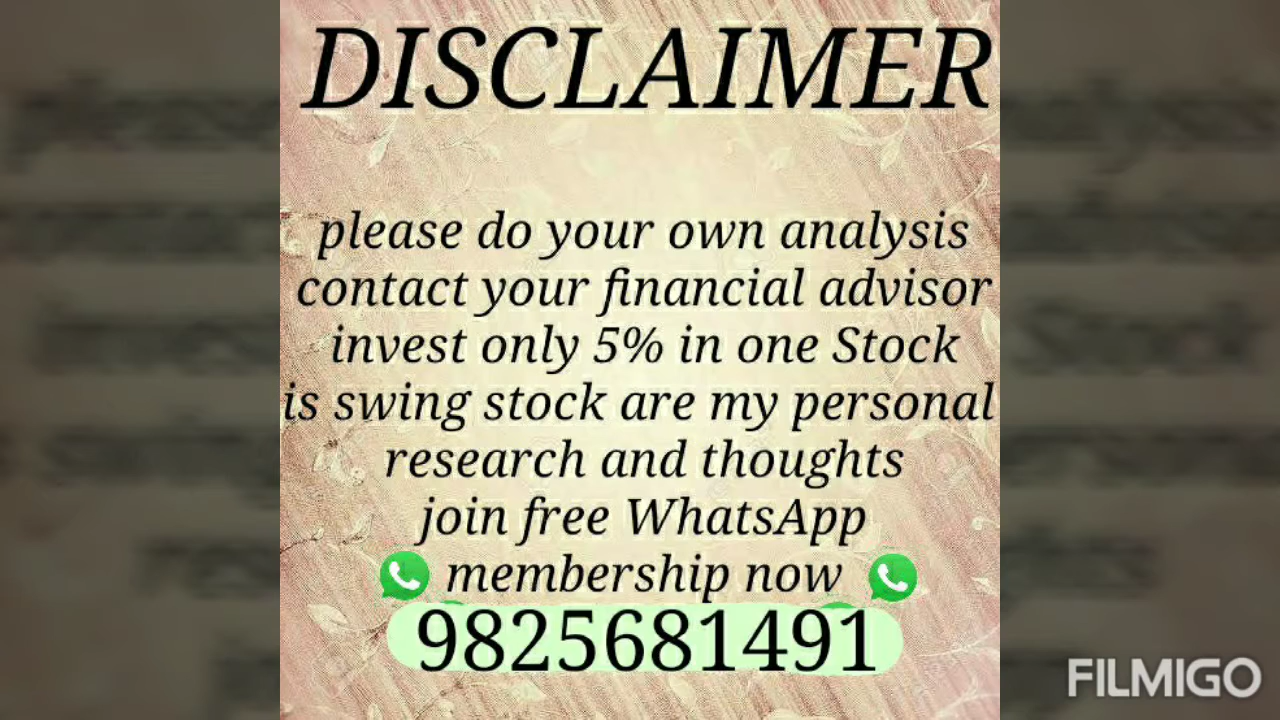 DISCLAIMER
please do your own analysis
contact your financial advisor
invest only 5% in one Stock
is swing stock are my personal
research and thoughts
join free WhatsApp
membership now
9825681491
FILMIGO